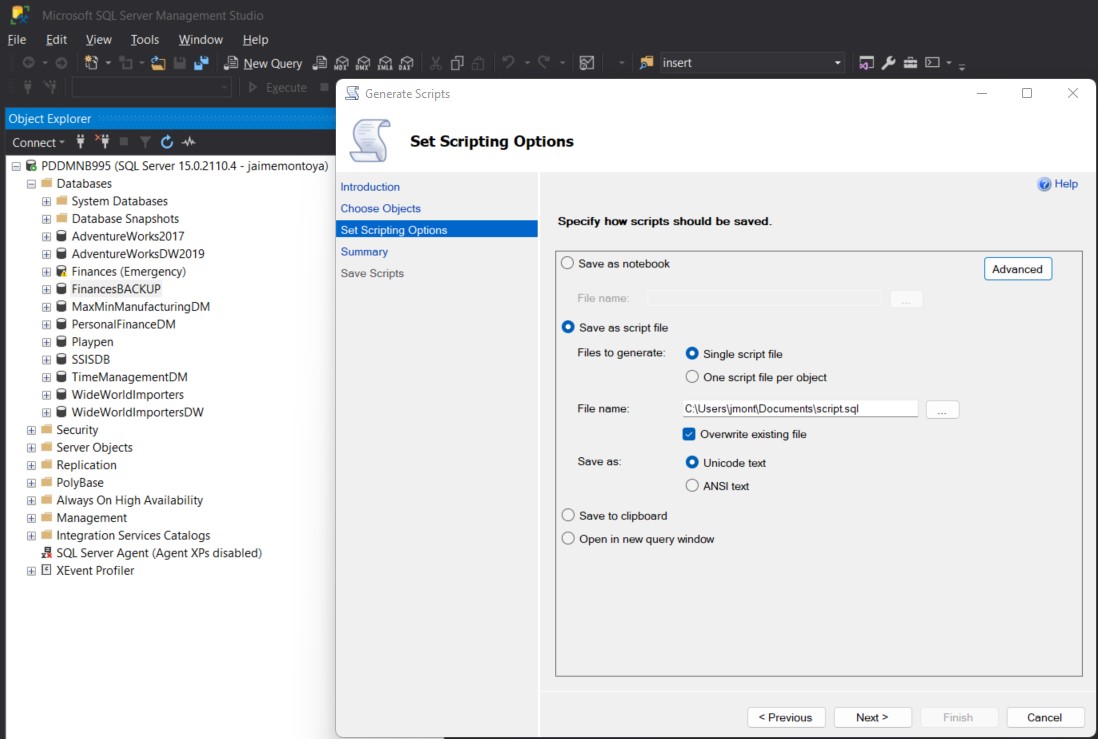 Microsoft SQL Server Management Studio
File Edit View Tools Window Help
New Query MDX DMX XMLA DAX insert
Execute
Object Explorer
Connect
PDDMNB995 (SQL Server 15.0.2110.4 - jaimemontoya)
Databases
System Databases
Database Snapshots
AdventureWorks2017
AdventureWorksDW2019
Finances (Emergency)
FinancesBACKUP
MaxMinManufacturingDM
PersonalFinanceDM
Playpen
SSISDB
TimeManagementDM
WideWorldImporters
WideWorldImportersDW
Security
Server Objects
Replication
PolyBase
Always On High Availability
Management
Integration Services Catalogs
SQL Server Agent (Agent XPs disabled)
XEvent Profiler
Generate Scripts
Set Scripting Options
Introduction
Choose Objects
Set Scripting Options
Summary
Save Scripts
Help
Specify how scripts should be saved.
Save as notebook
Advanced
File name: ...
Save as script file
Files to generate: Single script file
One script file per object
File name: C:\Users\jmont\Documents\script.sql ...
Overwrite existing file
Save as: Unicode text
ANSI text
Save to clipboard
Open in new query window
< Previous Next > Finish Cancel